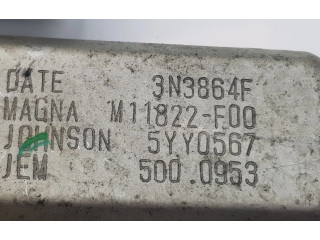 DATE 3N3864F
MAGNA M11822-F00
JOHNSON 5YY0567
JEM 500 0953